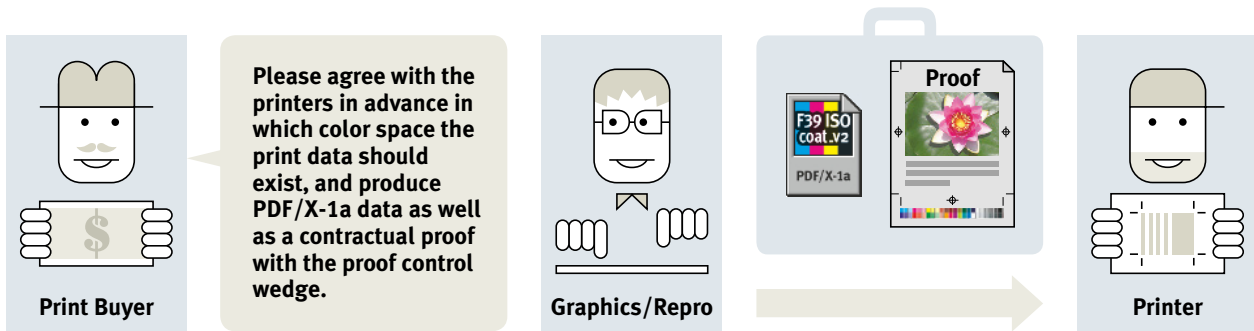 Please agree with the
printers in advance in
which color space the
print data should
exist, and produce
PDF/X-1a data as well
as a contractual proof
with the proof control
wedge.
$
Print Buyer
Graphics/Repro
F39 ISO
coat.v2
PDF/X-1a
Proof
Printer